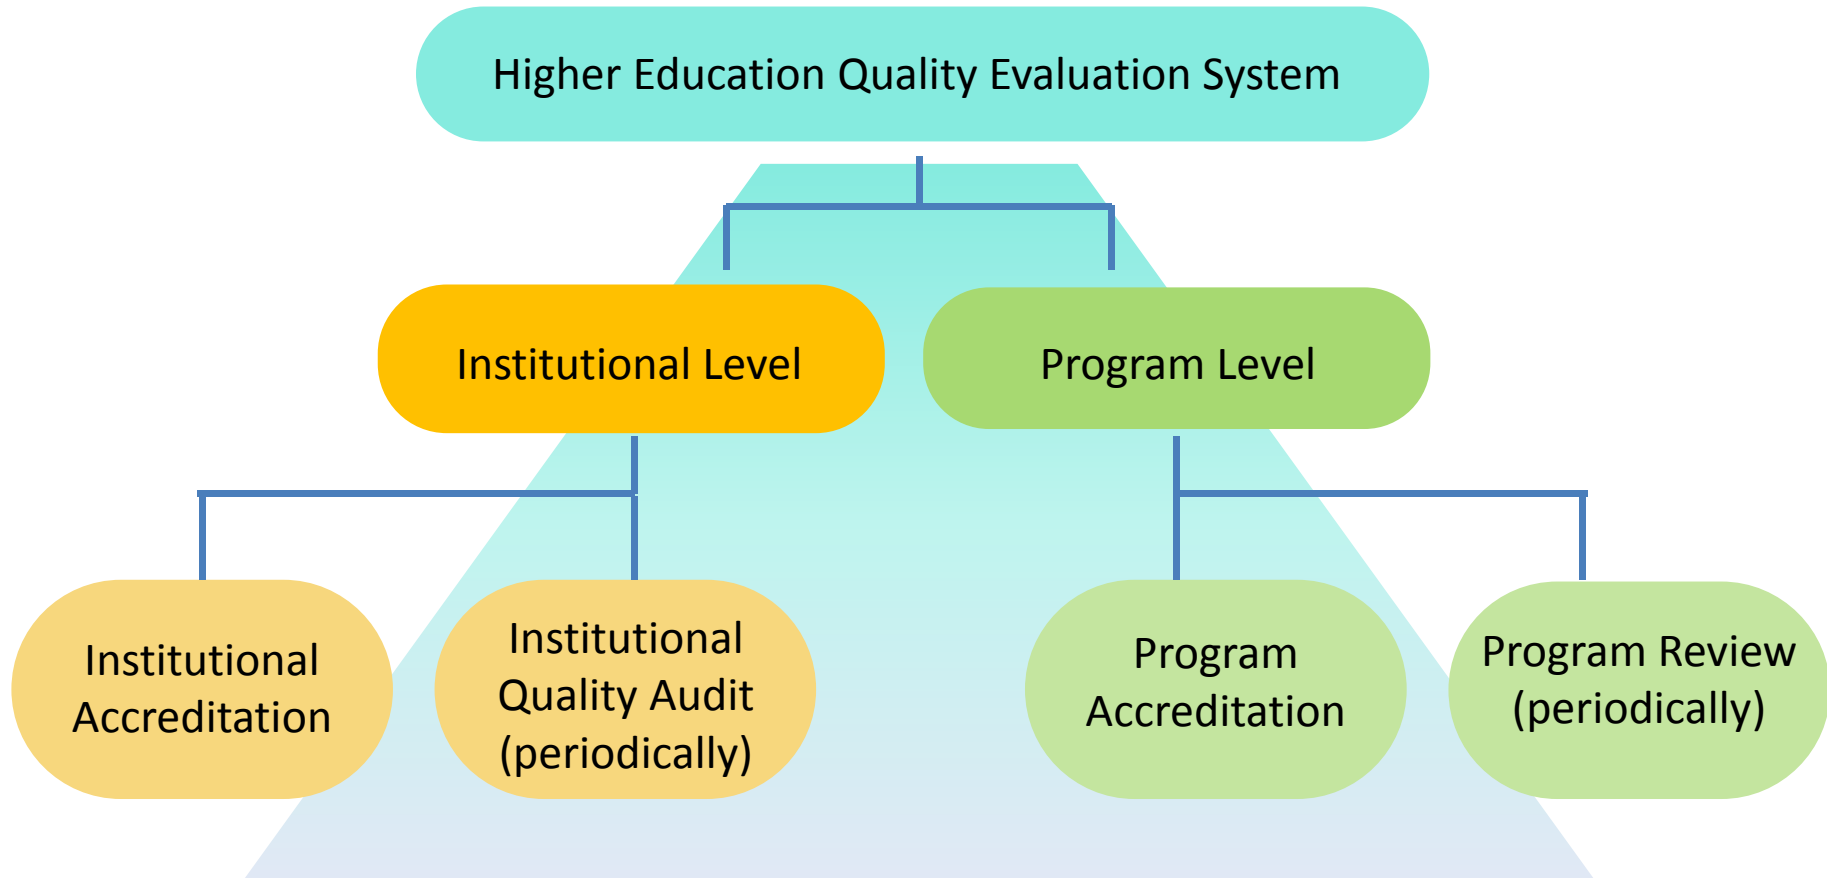 Higher Education Quality Evaluation System
Institutional Level
Program Level
Institutional
Accreditation
Institutional
Quality Audit
(periodically)
Program
Accreditation
Program Review
(periodically)